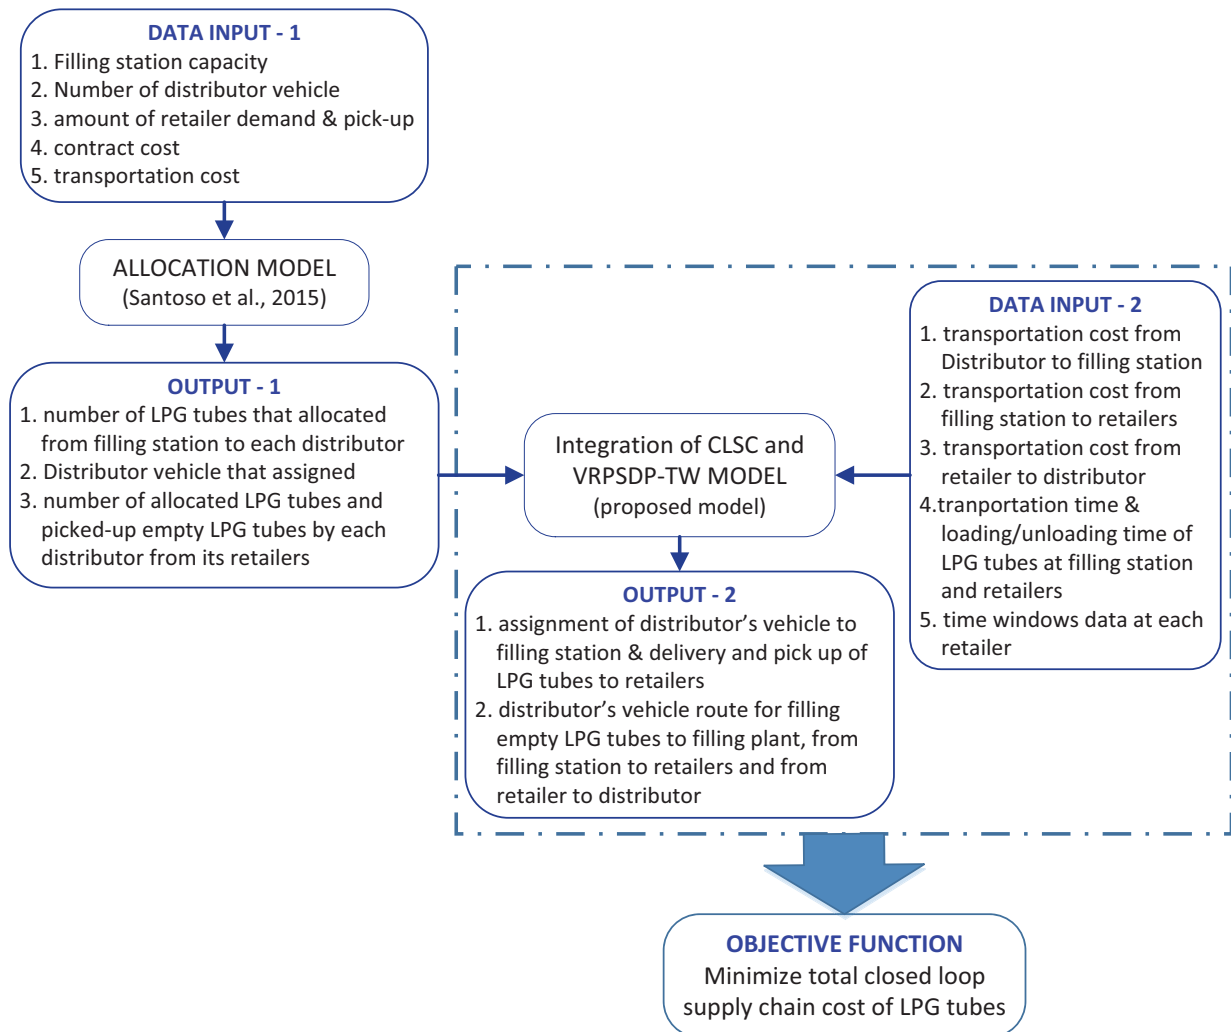 DATA INPUT - 1
1. Filling station capacity
2. Number of distributor vehicle
3. amount of retailer demand & pick-up
4. contract cost
5. transportation cost
ALLOCATION MODEL
(Santoso et al., 2015)
OUTPUT - 1
1. number of LPG tubes that allocated
from filling station to each distributor
2. Distributor vehicle that assigned
3. number of allocated LPG tubes and
picked-up empty LPG tubes by each
distributor from its retailers
Integration of CLSC and
VRPSDP-TW MODEL
(proposed model)
DATA INPUT - 2
1. transportation cost from
Distributor to filling station
2. transportation cost from
filling station to retailers
3. transportation cost from
retailer to distributor
4.tranportation time &
loading/unloading time of
LPG tubes at filling station
and retailers
5. time windows data at each
retailer
OUTPUT - 2
1. assignment of distributor’s vehicle to
filling station & delivery and pick up of
LPG tubes to retailers
2. distributor’s vehicle route for filling
empty LPG tubes to filling plant, from
filling station to retailers and from
retailer to distributor
OBJECTIVE FUNCTION
Minimize total closed loop
supply chain cost of LPG tubes